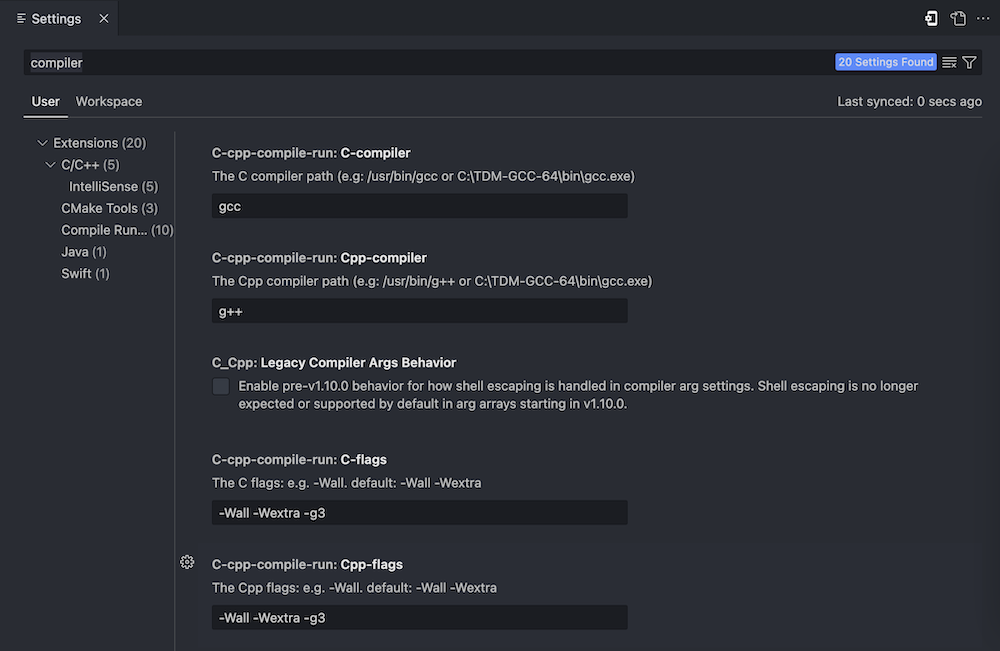 Settings
compiler
20 Settings Found
User Workspace
Last synced: 0 secs ago
Extensions (20)
C/C++ (5)
IntelliSense (5)
CMake Tools (3)
Compile Run... (10)
Java (1)
Swift (1)
C-cpp-compile-run: C-compiler
The C compiler path (e.g: /usr/bin/gcc or C:\TDM-GCC-64\bin\gcc.exe)
gcc
C-cpp-compile-run: Cpp-compiler
The Cpp compiler path (e.g: /usr/bin/g++ or C:\TDM-GCC-64\bin\gcc.exe)
g++
C_Cpp: Legacy Compiler Args Behavior
Enable pre-v1.10.0 behavior for how shell escaping is handled in compiler arg settings. Shell escaping is no longer
expected or supported by default in arg arrays starting in v1.10.0.
C-cpp-compile-run: C-flags
The C flags: e.g. -Wall. default: -Wall -Wextra
-Wall -Wextra -g3
C-cpp-compile-run: Cpp-flags
The Cpp flags: e.g. -Wall. default: -Wall -Wextra
-Wall -Wextra -g3